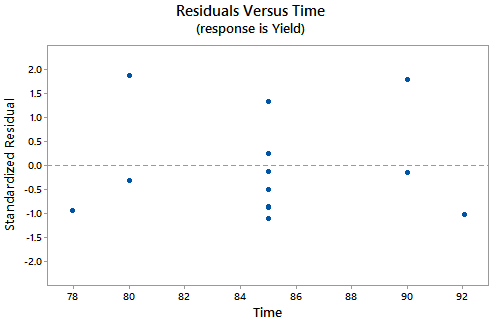 Residuals Versus Time
(response is Yield)
Standardized Residual
2.0
1.5
1.0
0.5
0.0
-0.5
-1.0
-1.5
-2.0
78 80 82 84 86 88 90 92
Time